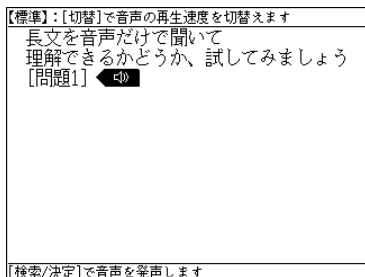 【標準】:[切替]で音声の再生速度を切替えます
長文を音声だけで聞いて
理解できるかどうか、試してみましょう
[問題1]
[検索/決定]で音声を発声します